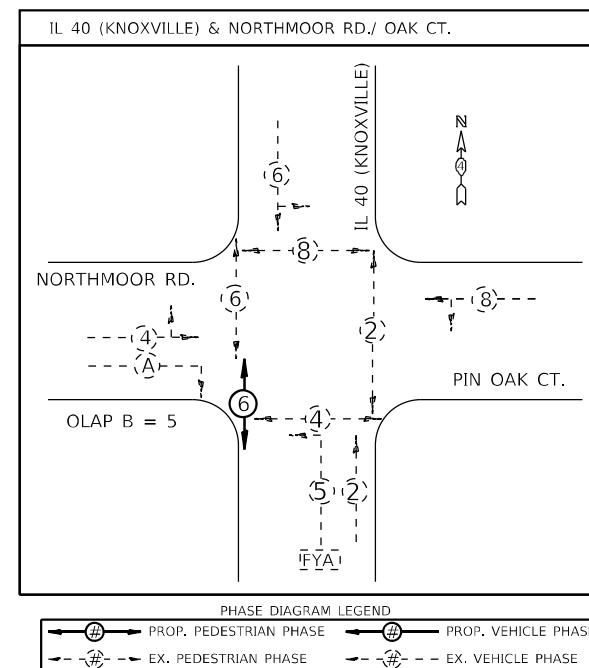 IL 40 (KNOXVILLE) & NORTHMOOR RD./ OAK CT.
IL 40 (KNOXVILLE)
N
4
6
8
NORTHMOOR RD.
6
2
8
4
A
PIN OAK CT.
6
OLAP B = 5
4
5
2
FYA
PHASE DIAGRAM LEGEND
# PROP. PEDESTRIAN PHASE # PROP. VEHICLE PHASE
# EX. PEDESTRIAN PHASE # EX. VEHICLE PHASE